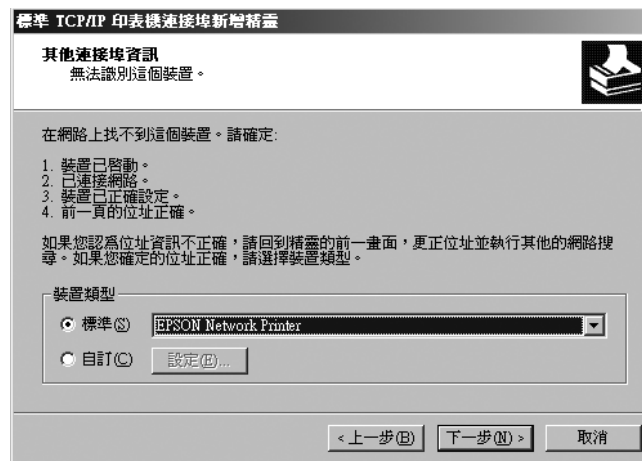 標準 TCP/IP 印表機連接埠新增精靈
其他連接埠資訊
無法識別這個裝置。
在網路上找不到這個裝置。請確定:
1. 裝置已啓動。
2. 已連接網路。
3. 裝置已正確設定。
4. 前一頁的位址正確。
如果您認爲位址資訊不正確，請回到精靈的前一畫面，更正位址並執行其他的網路搜
尋。如果您確定的位址正確，請選擇裝置類型。
裝置類型
標準(S) EPSON Network Printer
自訂(C) 設定(E)...
< 上一步(B) 下一步(N) > 取消